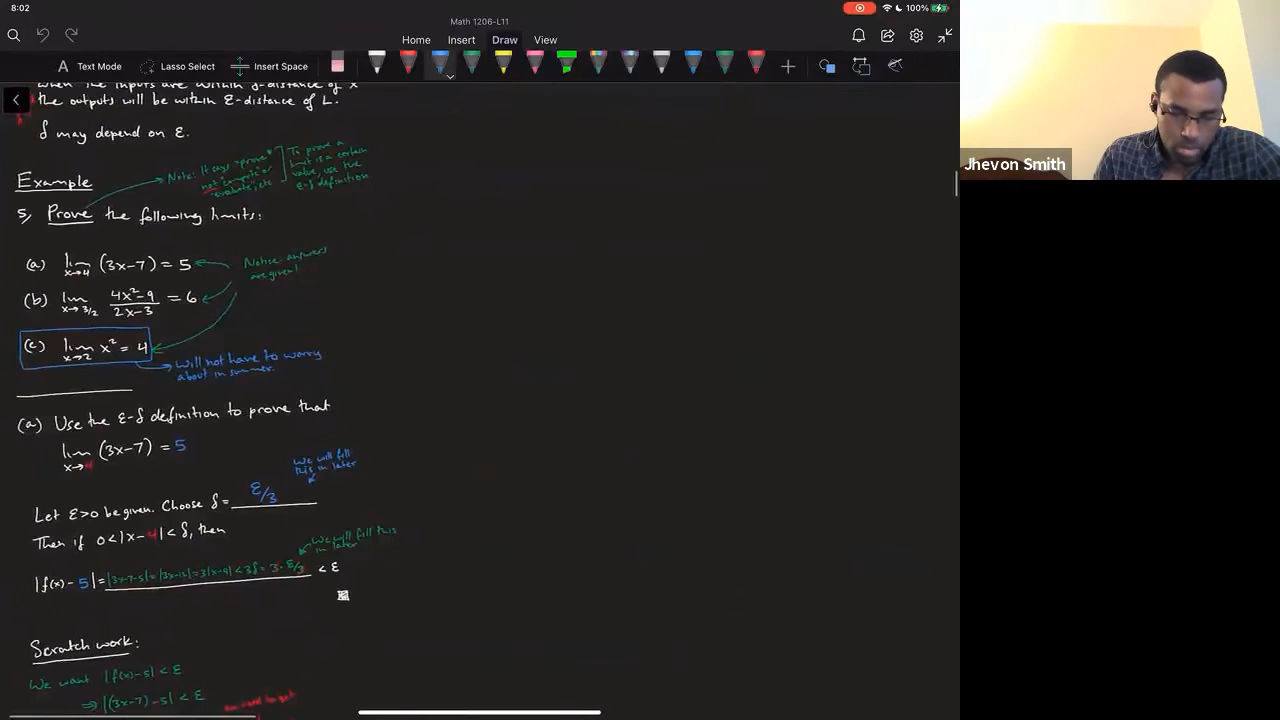 8:02
100%
Math 1206-L11
Home Insert Draw View
Text Mode Lasso Select Insert Space
when the inputs are within δ-distance of x
the outputs will be within ε-distance of L.
δ may depend on ε.
Example
Note: It says "prove"
not "compute" or
"evaluate", etc
To prove a
limit is a certain
value, use the
ε-δ definition
5, Prove the following limits:
(a) lim x→4 (3x-7) = 5
Notice: answers
are given!
(b) lim x→3/2 4x²-9/2x-3 = 6
(c) lim x→2 x² = 4
Will not have to worry
about in summer.
(a) Use the ε-δ definition to prove that
lim x→4 (3x-7) = 5
We will fill
this in later
Let ε>0 be given. Choose δ = ε/3
Then if 0<|x-4|<δ, then
We will fill this
in later
|f(x)-5| = |3x-7-5| = |3x-12| = 3|x-4| < 3δ = 3·ε/3 < ε
Scratch work:
We want |f(x)-5| < ε
⇒ |(3x-7)-5| < ε
Jhevon Smith